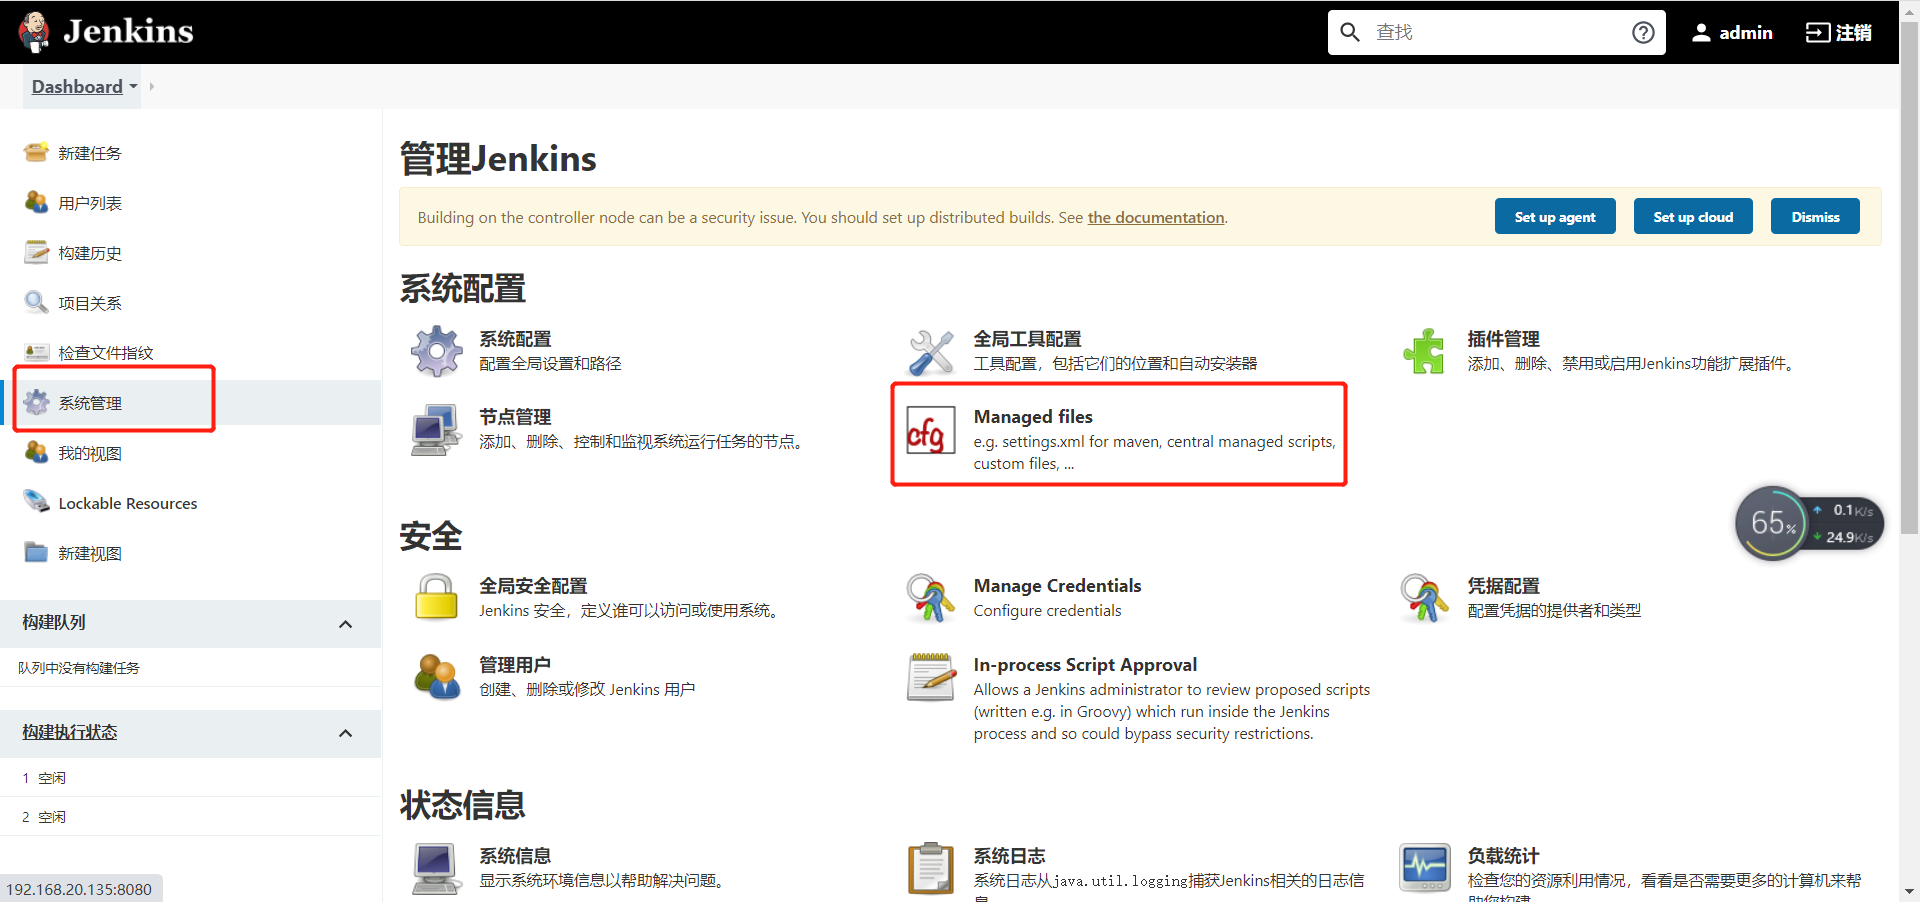 Jenkins
查找
admin
注销
Dashboard
新建任务
用户列表
构建历史
项目关系
检查文件指纹
系统管理
我的视图
Lockable Resources
新建视图
构建队列
队列中没有构建任务
构建执行状态
1 空闲
2 空闲
192.168.20.135:8080
管理Jenkins
Building on the controller node can be a security issue. You should set up distributed builds. See the documentation.
Set up agent
Set up cloud
Dismiss
系统配置
系统配置
配置全局设置和路径
全局工具配置
工具配置，包括它们的位置和自动安装器
插件管理
添加、删除、禁用或启用Jenkins功能扩展插件。
节点管理
添加、删除、控制和监视系统运行任务的节点。
cfg
Managed files
e.g. settings.xml for maven, central managed scripts,
custom files, ...
65%
0.1K/s
24.9K/s
安全
全局安全配置
Jenkins 安全，定义谁可以访问或使用系统。
Manage Credentials
Configure credentials
凭据配置
配置凭据的提供者和类型
管理用户
创建、删除或修改 Jenkins 用户
In-process Script Approval
Allows a Jenkins administrator to review proposed scripts
(written e.g. in Groovy) which run inside the Jenkins
process and so could bypass security restrictions.
状态信息
系统信息
显示系统环境信息以帮助解决问题。
系统日志
系统日志从java.util.logging捕获Jenkins相关的日志信
负载统计
检查您的资源利用情况，看看是否需要更多的计算机来帮